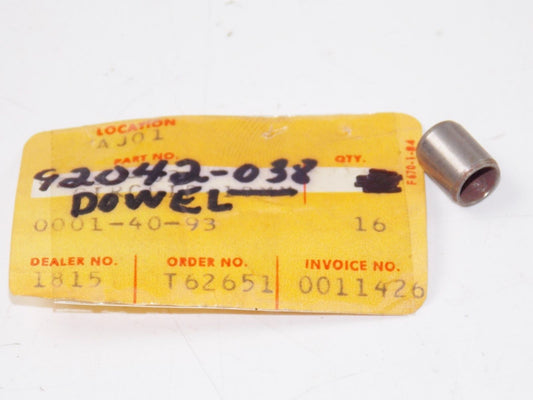 LOCATION
AJ01
PART NO. QTY.
92042-038
DOWEL
0001-40-93 16
DEALER NO. ORDER NO. INVOICE NO.
1815 T62651 0011426
F670-1-84